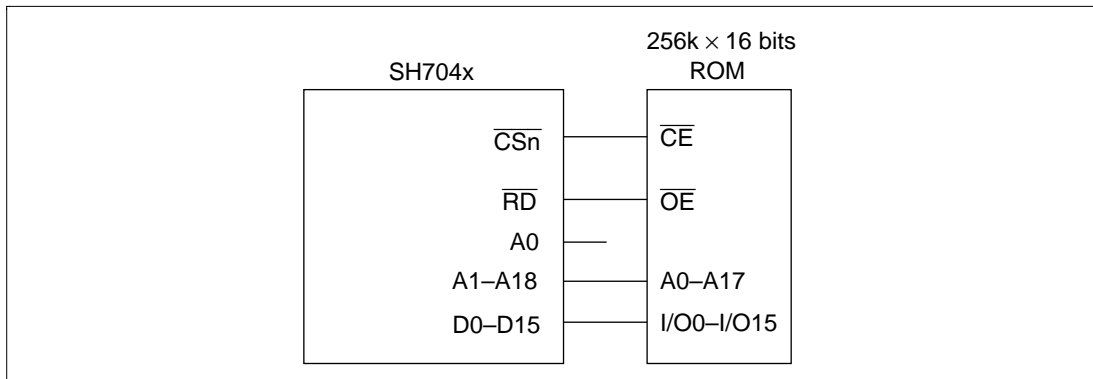 256k × 16 bits
SH704x ROM
CSn CE
RD OE
A0
A1–A18 A0–A17
D0–D15 I/O0–I/O15